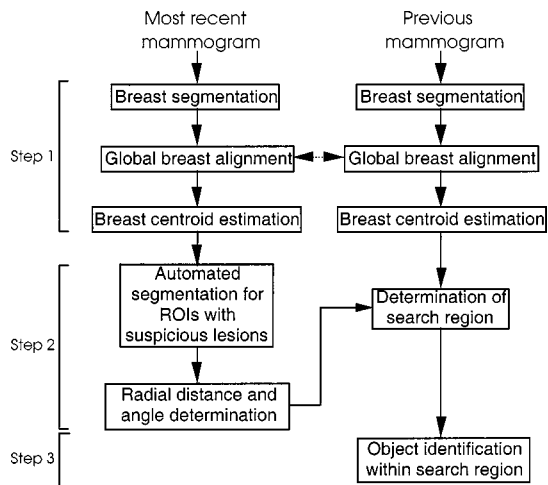 Most recent
mammogram
Previous
mammogram
Step 1
Breast segmentation
Breast segmentation
Global breast alignment
Global breast alignment
Breast centroid estimation
Breast centroid estimation
Step 2
Automated
segmentation for
ROIs with
suspicious lesions
Determination of
search region
Radial distance and
angle determination
Step 3
Object identification
within search region